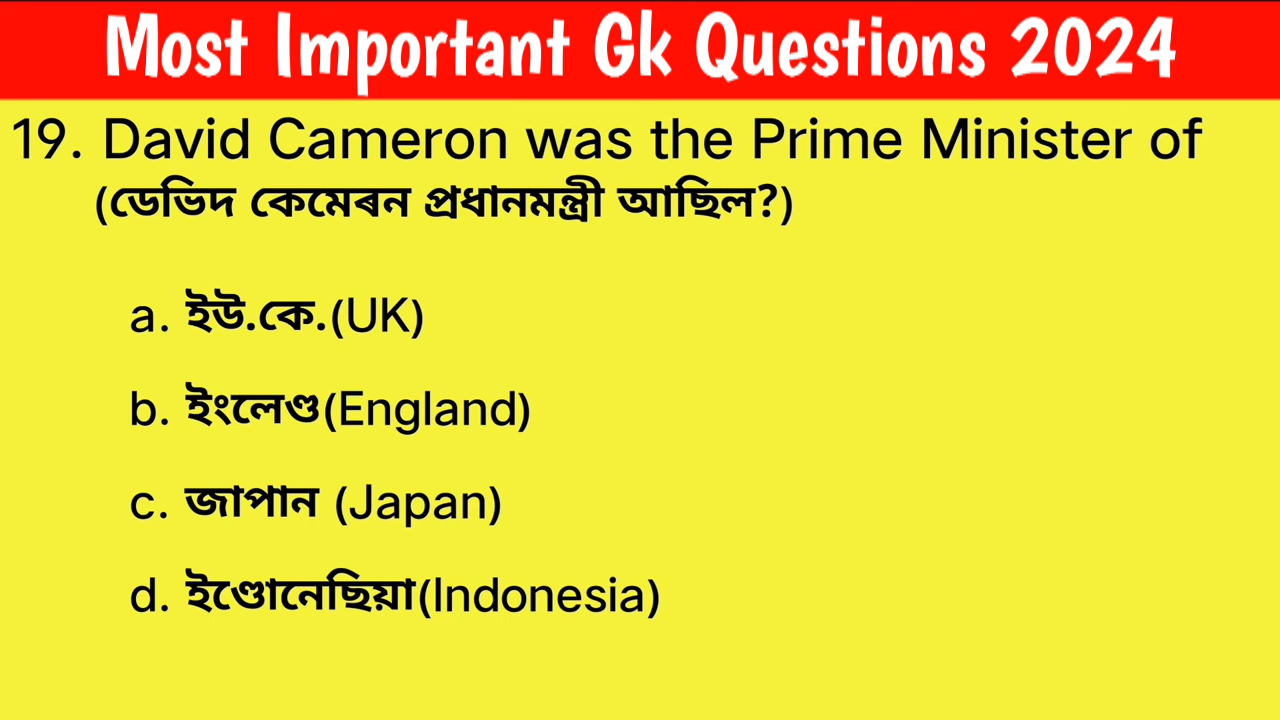 Most Important Gk Questions 2024
19. David Cameron was the Prime Minister of
(ডেভিদ কেমেৰন প্ৰধানমন্ত্ৰী আছিল?)
a. ইউ.কে.(UK)
b. ইংলেণ্ড(England)
c. জাপান (Japan)
d. ইণ্ডোনেছিয়া(Indonesia)